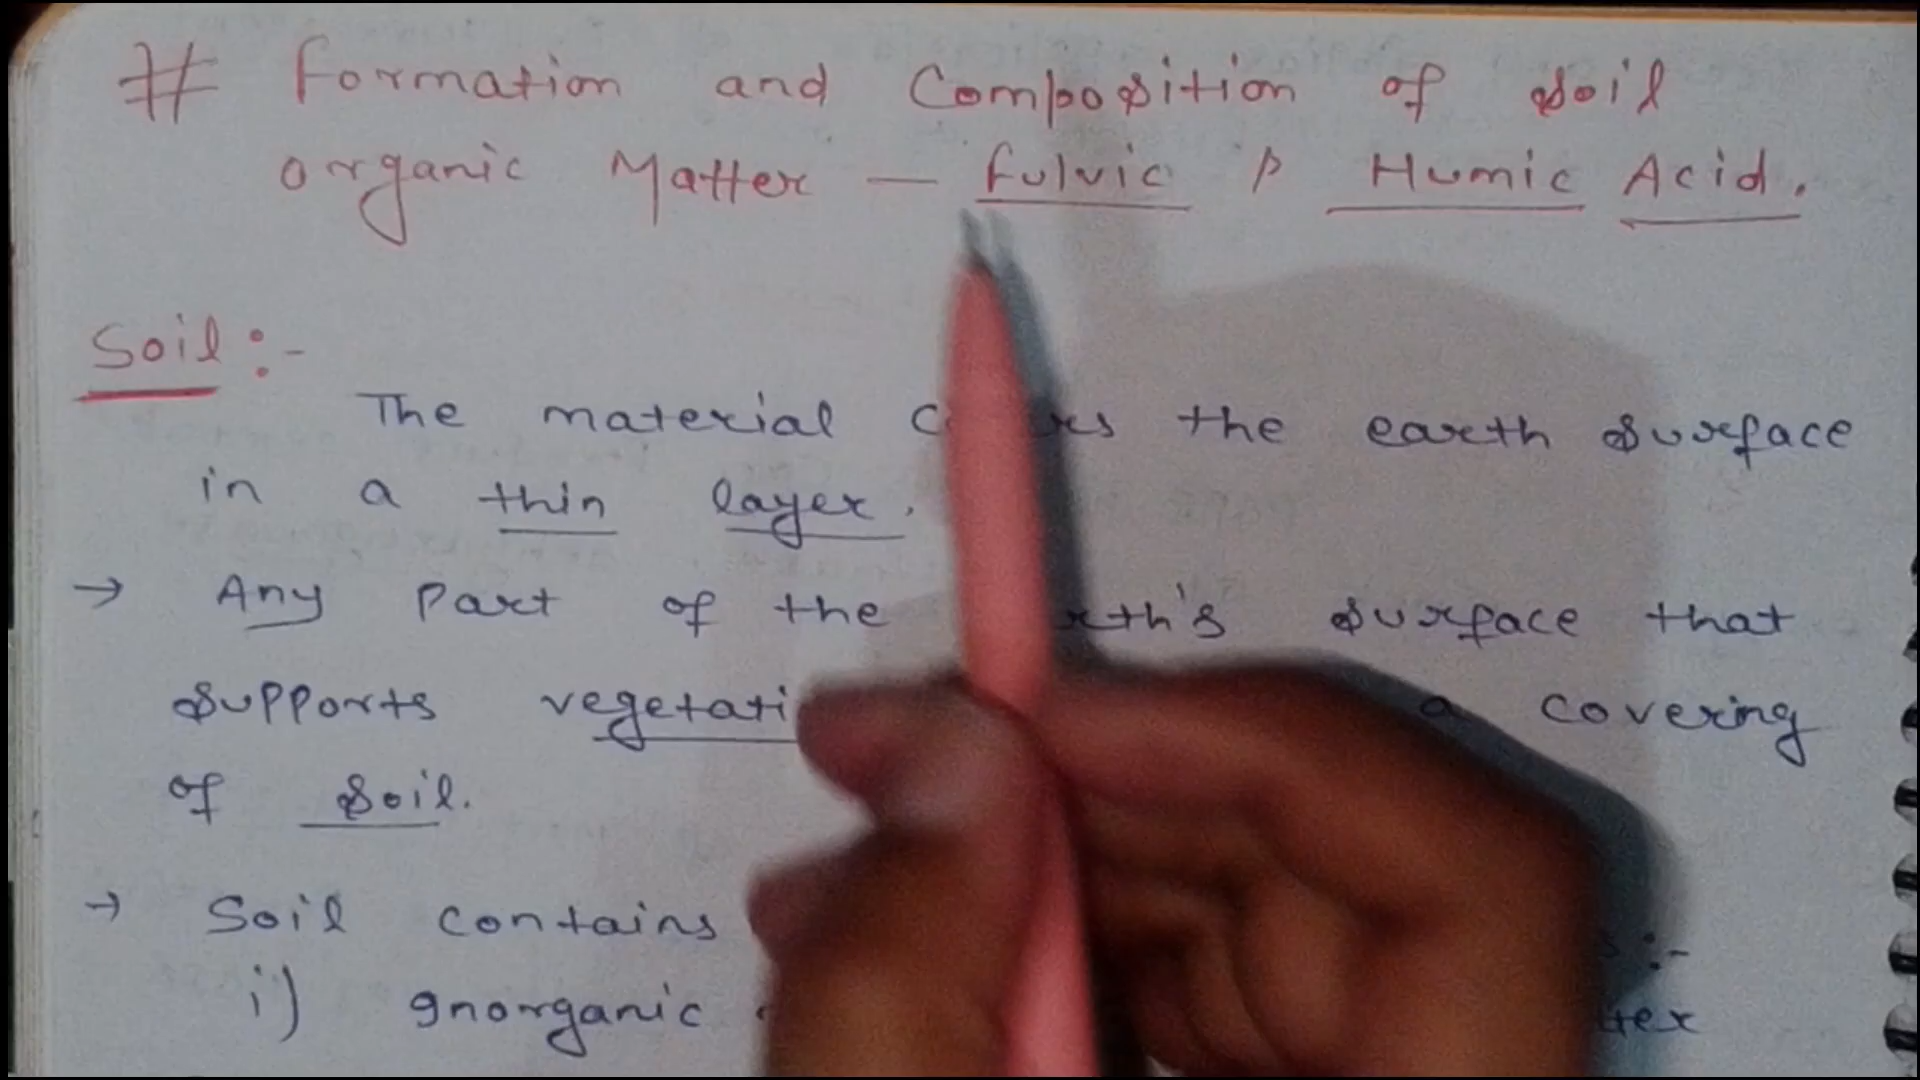 # Formation and Composition of Soil
Organic Matter — Fulvic, Humic Acid.
Soil :-
The material the earth surface
in a thin layer.
→ Any part of the surface that
supports a covering
of soil.
→ Soil contains
i) Inorganic